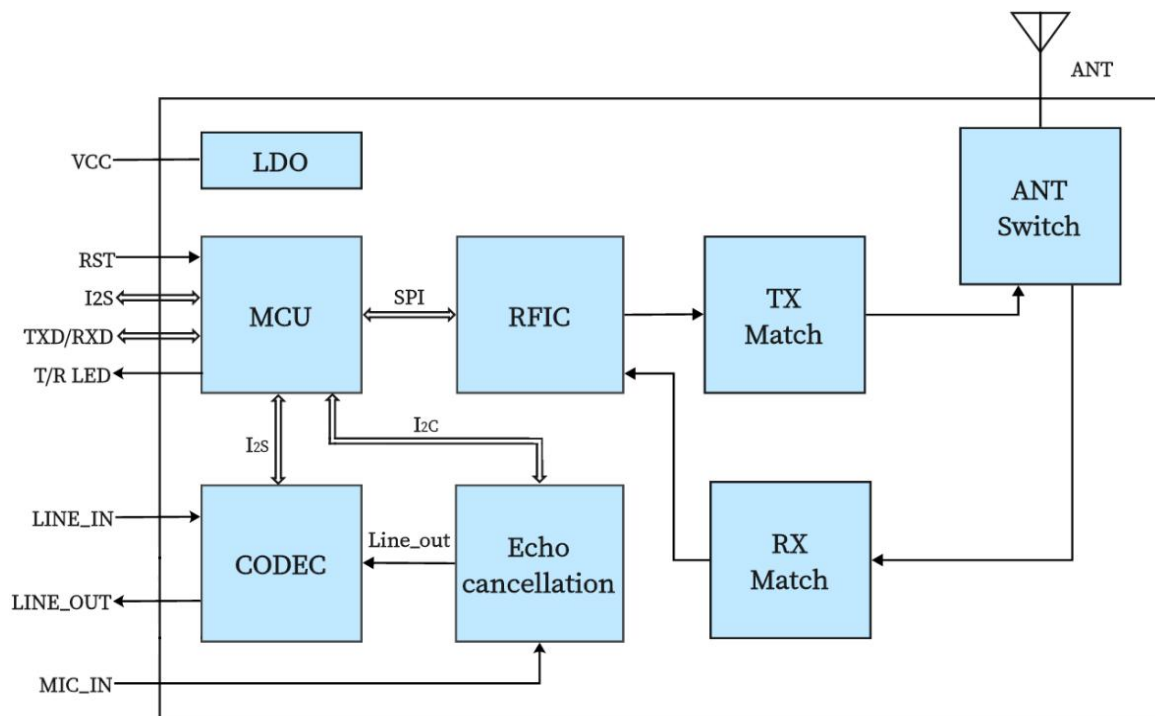 ANT
VCC
LDO
ANT
Switch
RST
I2S
TXD/RXD
T/R LED
MCU
SPI
RFIC
TX
Match
I2S
I2C
LINE_IN
LINE_OUT
CODEC
Line_out
Echo
cancellation
RX
Match
MIC_IN